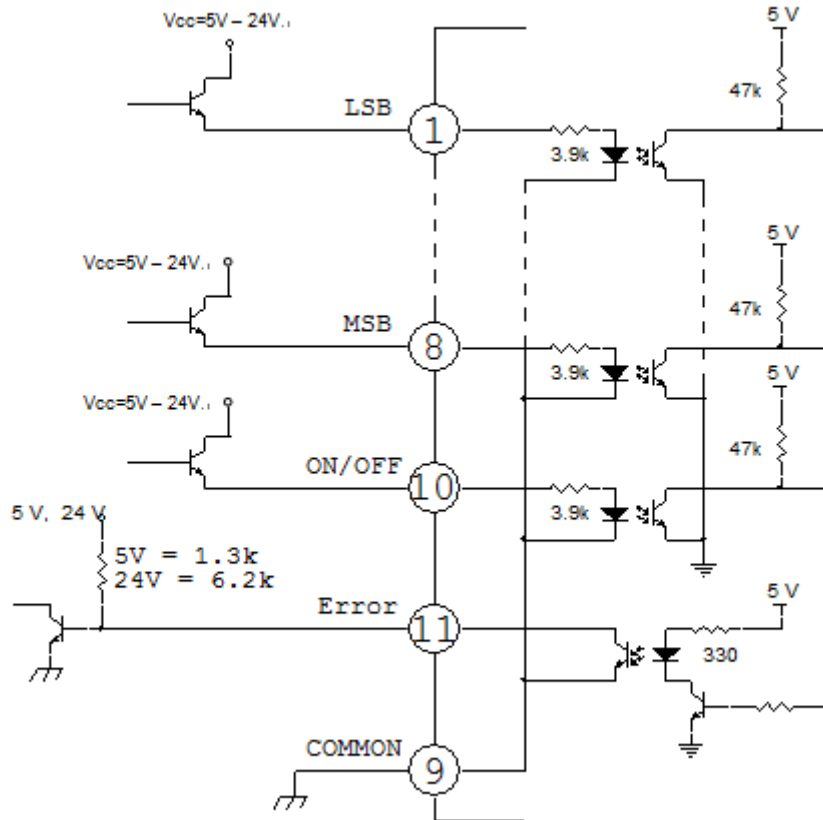 Vcc=5V – 24V.
5 V
LSB
1
3.9k
47k
5 V
Vcc=5V – 24V.
MSB
8
3.9k
47k
5 V
Vcc=5V – 24V.
ON/OFF
10
3.9k
47k
5 V, 24 V
5V = 1.3k
24V = 6.2k
Error
11
5 V
330
COMMON
9